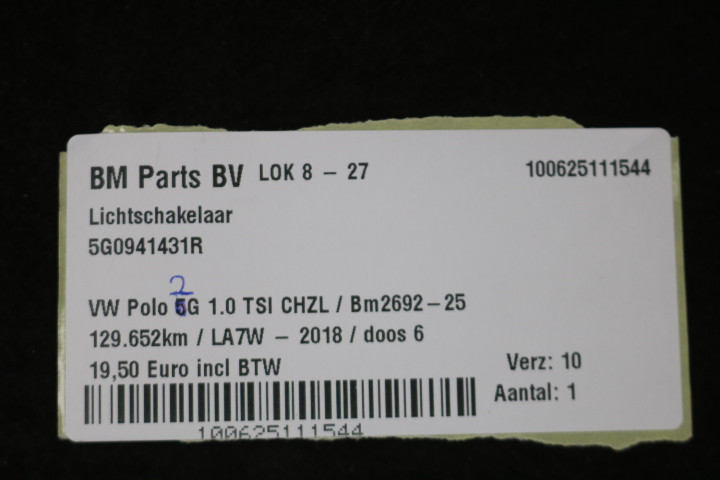 BM Parts BV LOK 8 – 27 100625111544
Lichtschakelaar
5G0941431R
2
VW Polo 6G 1.0 TSI CHZL / Bm2692-25
129.652km / LA7W – 2018 / doos 6
19,50 Euro incl BTW
Verz: 10
Aantal: 1
100625111544